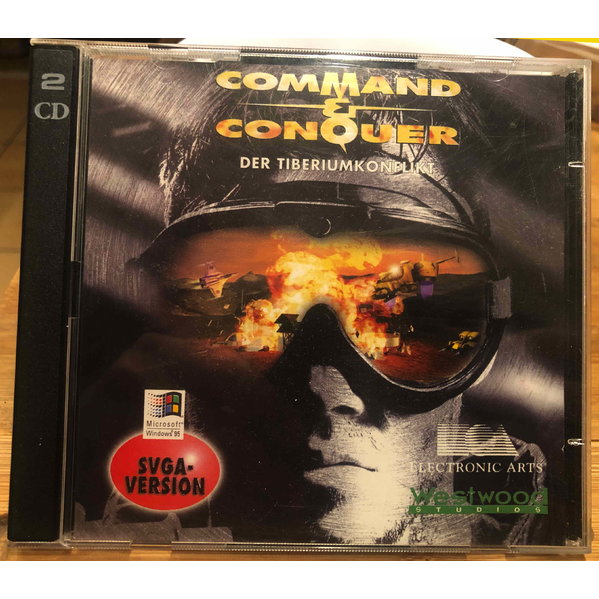 2
CD
COMMAND
&
CONQUER
DER TIBERIUMKONFLIKT
Microsoft®
Windows 95
SVGA-
VERSION
ELECTRONIC ARTS
Westwood
STUDIOS